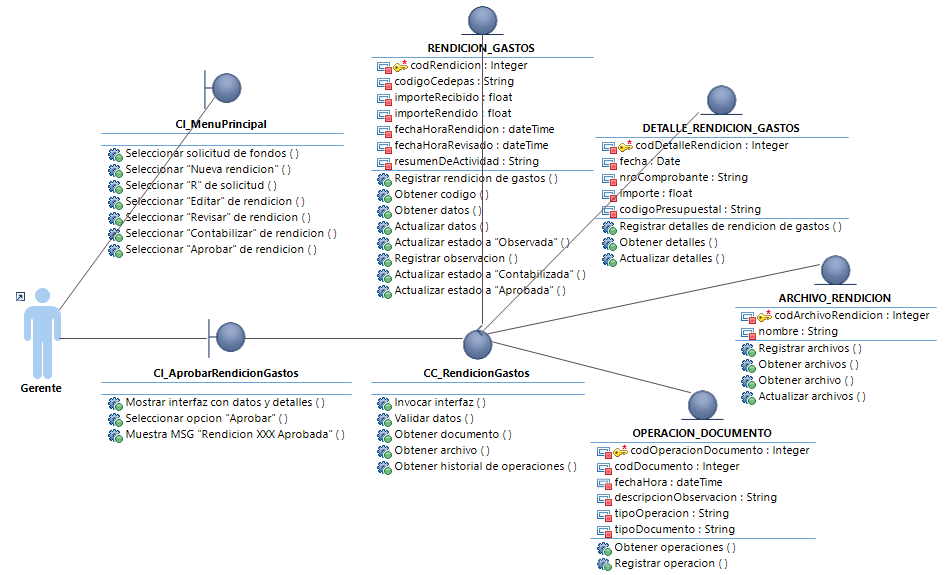 RENDICION_GASTOS
codRendicion : Integer
codigoCedepas : String
importeRecibido : float
importeRendido : float
fechaHoraRendicion : dateTime
fechaHoraRevisado : dateTime
resumenDeActividad : String
Registrar rendicion de gastos ( )
Obtener codigo ( )
Obtener datos ( )
Actualizar datos ( )
Actualizar estado a "Observada" ( )
Registrar observacion ( )
Actualizar estado a "Contabilizada" ( )
Actualizar estado a "Aprobada" ( )
CI_MenuPrincipal
Seleccionar solicitud de fondos ( )
Seleccionar "Nueva rendicion" ( )
Seleccionar "R" de solicitud ( )
Seleccionar "Editar" de rendicion ( )
Seleccionar "Revisar" de rendicion ( )
Seleccionar "Contabilizar" de rendicion ( )
Seleccionar "Aprobar" de rendicion ( )
DETALLE_RENDICION_GASTOS
codDetalleRendicion : Integer
fecha : Date
nroComprobante : String
importe : float
codigoPresupuestal : String
Registrar detalles de rendicion de gastos ( )
Obtener detalles ( )
Actualizar detalles ( )
ARCHIVO_RENDICION
codArchivoRendicion : Integer
nombre : String
Registrar archivos ( )
Obtener archivos ( )
Obtener archivo ( )
Actualizar archivos ( )
Gerente
CI_AprobarRendicionGastos
Mostrar interfaz con datos y detalles ( )
Seleccionar opcion "Aprobar" ( )
Muestra MSG "Rendicion XXX Aprobada" ( )
CC_RendicionGastos
Invocar interfaz ( )
Validar datos ( )
Obtener documento ( )
Obtener archivo ( )
Obtener historial de operaciones ( )
OPERACION_DOCUMENTO
codOperacionDocumento : Integer
codDocumento : Integer
fechaHora : dateTime
descripcionObservacion : String
tipoOperacion : String
tipoDocumento : String
Obtener operaciones ( )
Registrar operacion ( )